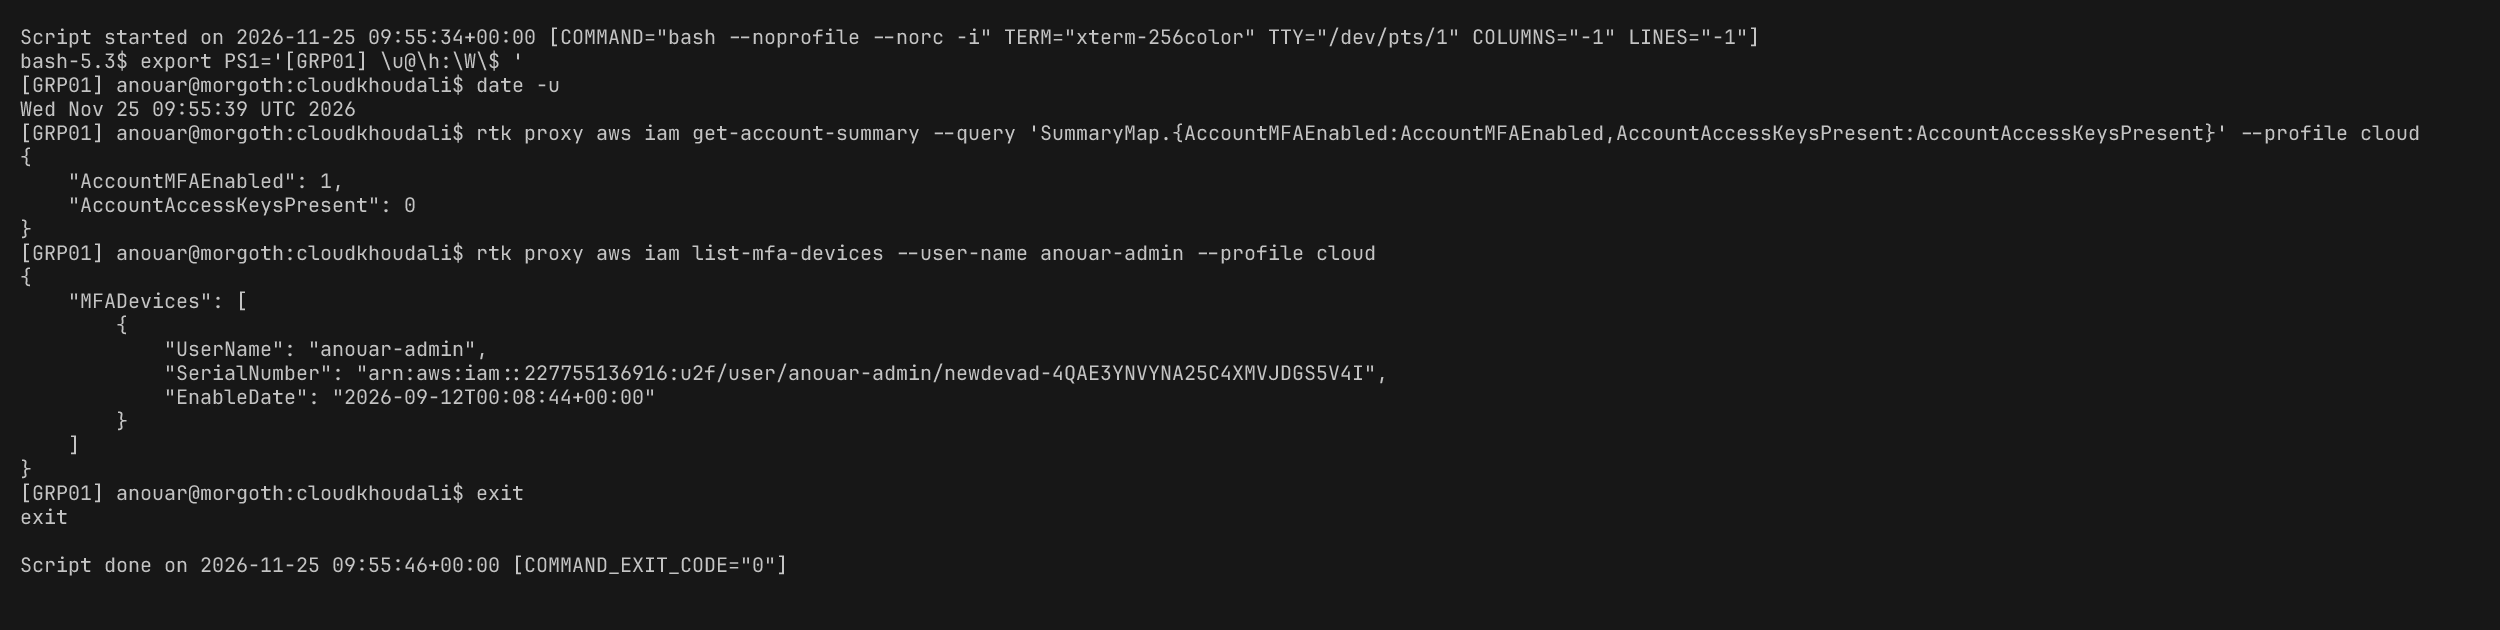 Script started on 2026-11-25 09:55:34+00:00 [COMMAND="bash --noprofile --norc -i" TERM="xterm-256color" TTY="/dev/pts/1" COLUMNS="-1" LINES="-1"]
bash-5.3$ export PS1='[GRP01] \u@\h:\W\$ '
[GRP01] anouar@morgoth:cloudkhoudali$ date -u
Wed Nov 25 09:55:39 UTC 2026
[GRP01] anouar@morgoth:cloudkhoudali$ rtk proxy aws iam get-account-summary --query 'SummaryMap.{AccountMFAEnabled:AccountMFAEnabled,AccountAccessKeysPresent:AccountAccessKeysPresent}' --profile cloud
{
    "AccountMFAEnabled": 1,
    "AccountAccessKeysPresent": 0
}
[GRP01] anouar@morgoth:cloudkhoudali$ rtk proxy aws iam list-mfa-devices --user-name anouar-admin --profile cloud
{
    "MFADevices": [
        {
            "UserName": "anouar-admin",
            "SerialNumber": "arn:aws:iam::227755136916:u2f/user/anouar-admin/newdevad-4QAE3YNVYNA25C4XMVJDGS5V4I",
            "EnableDate": "2026-09-12T00:08:44+00:00"
        }
    ]
}
[GRP01] anouar@morgoth:cloudkhoudali$ exit
exit

Script done on 2026-11-25 09:55:46+00:00 [COMMAND_EXIT_CODE="0"]